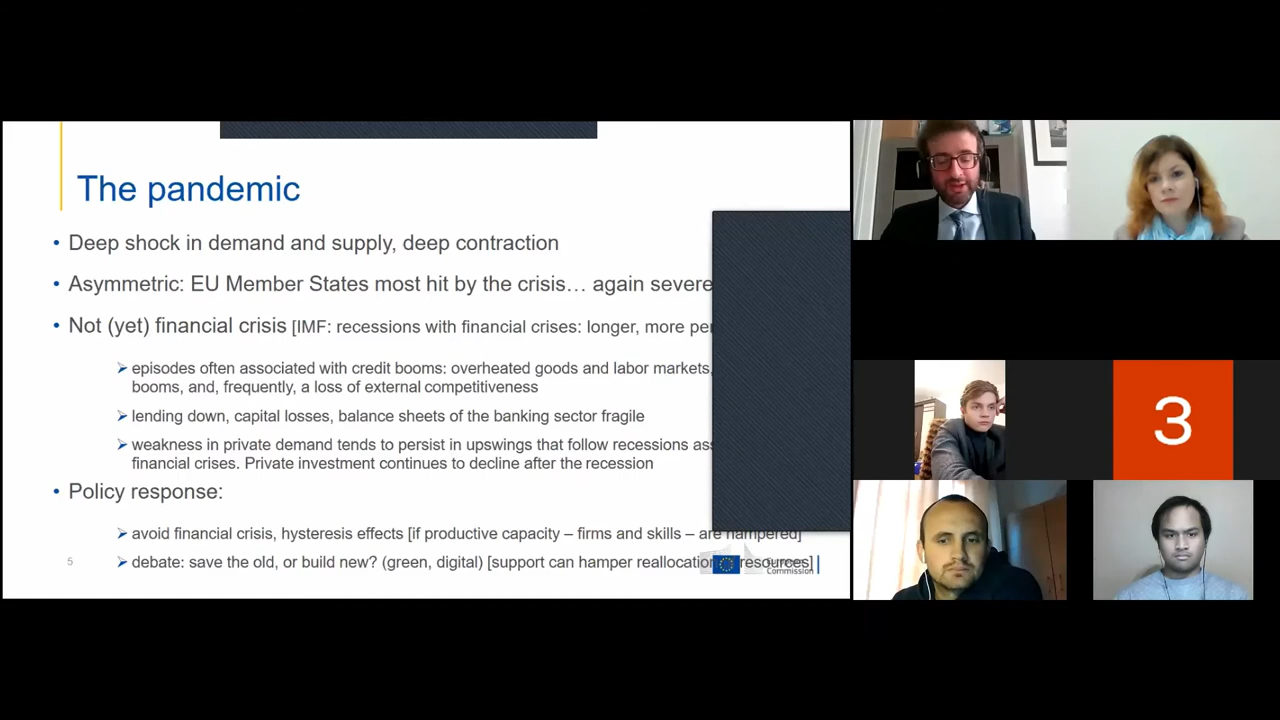 The pandemic
• Deep shock in demand and supply, deep contraction
• Asymmetric: EU Member States most hit by the crisis… again severe
• Not (yet) financial crisis [IMF: recessions with financial crises: longer, more
➢ episodes often associated with credit booms: overheated goods and labor markets,
booms, and, frequently, a loss of external competitiveness
➢ lending down, capital losses, balance sheets of the banking sector fragile
➢ weakness in private demand tends to persist in upswings that follow recessions
financial crises. Private investment continues to decline after the recession
• Policy response:
➢ avoid financial crisis, hysteresis effects [if productive capacity – firms and skills – are hampered]
➢ debate: save the old, or build new? (green, digital) [support can hamper reallocation resources]
5
Commission
3